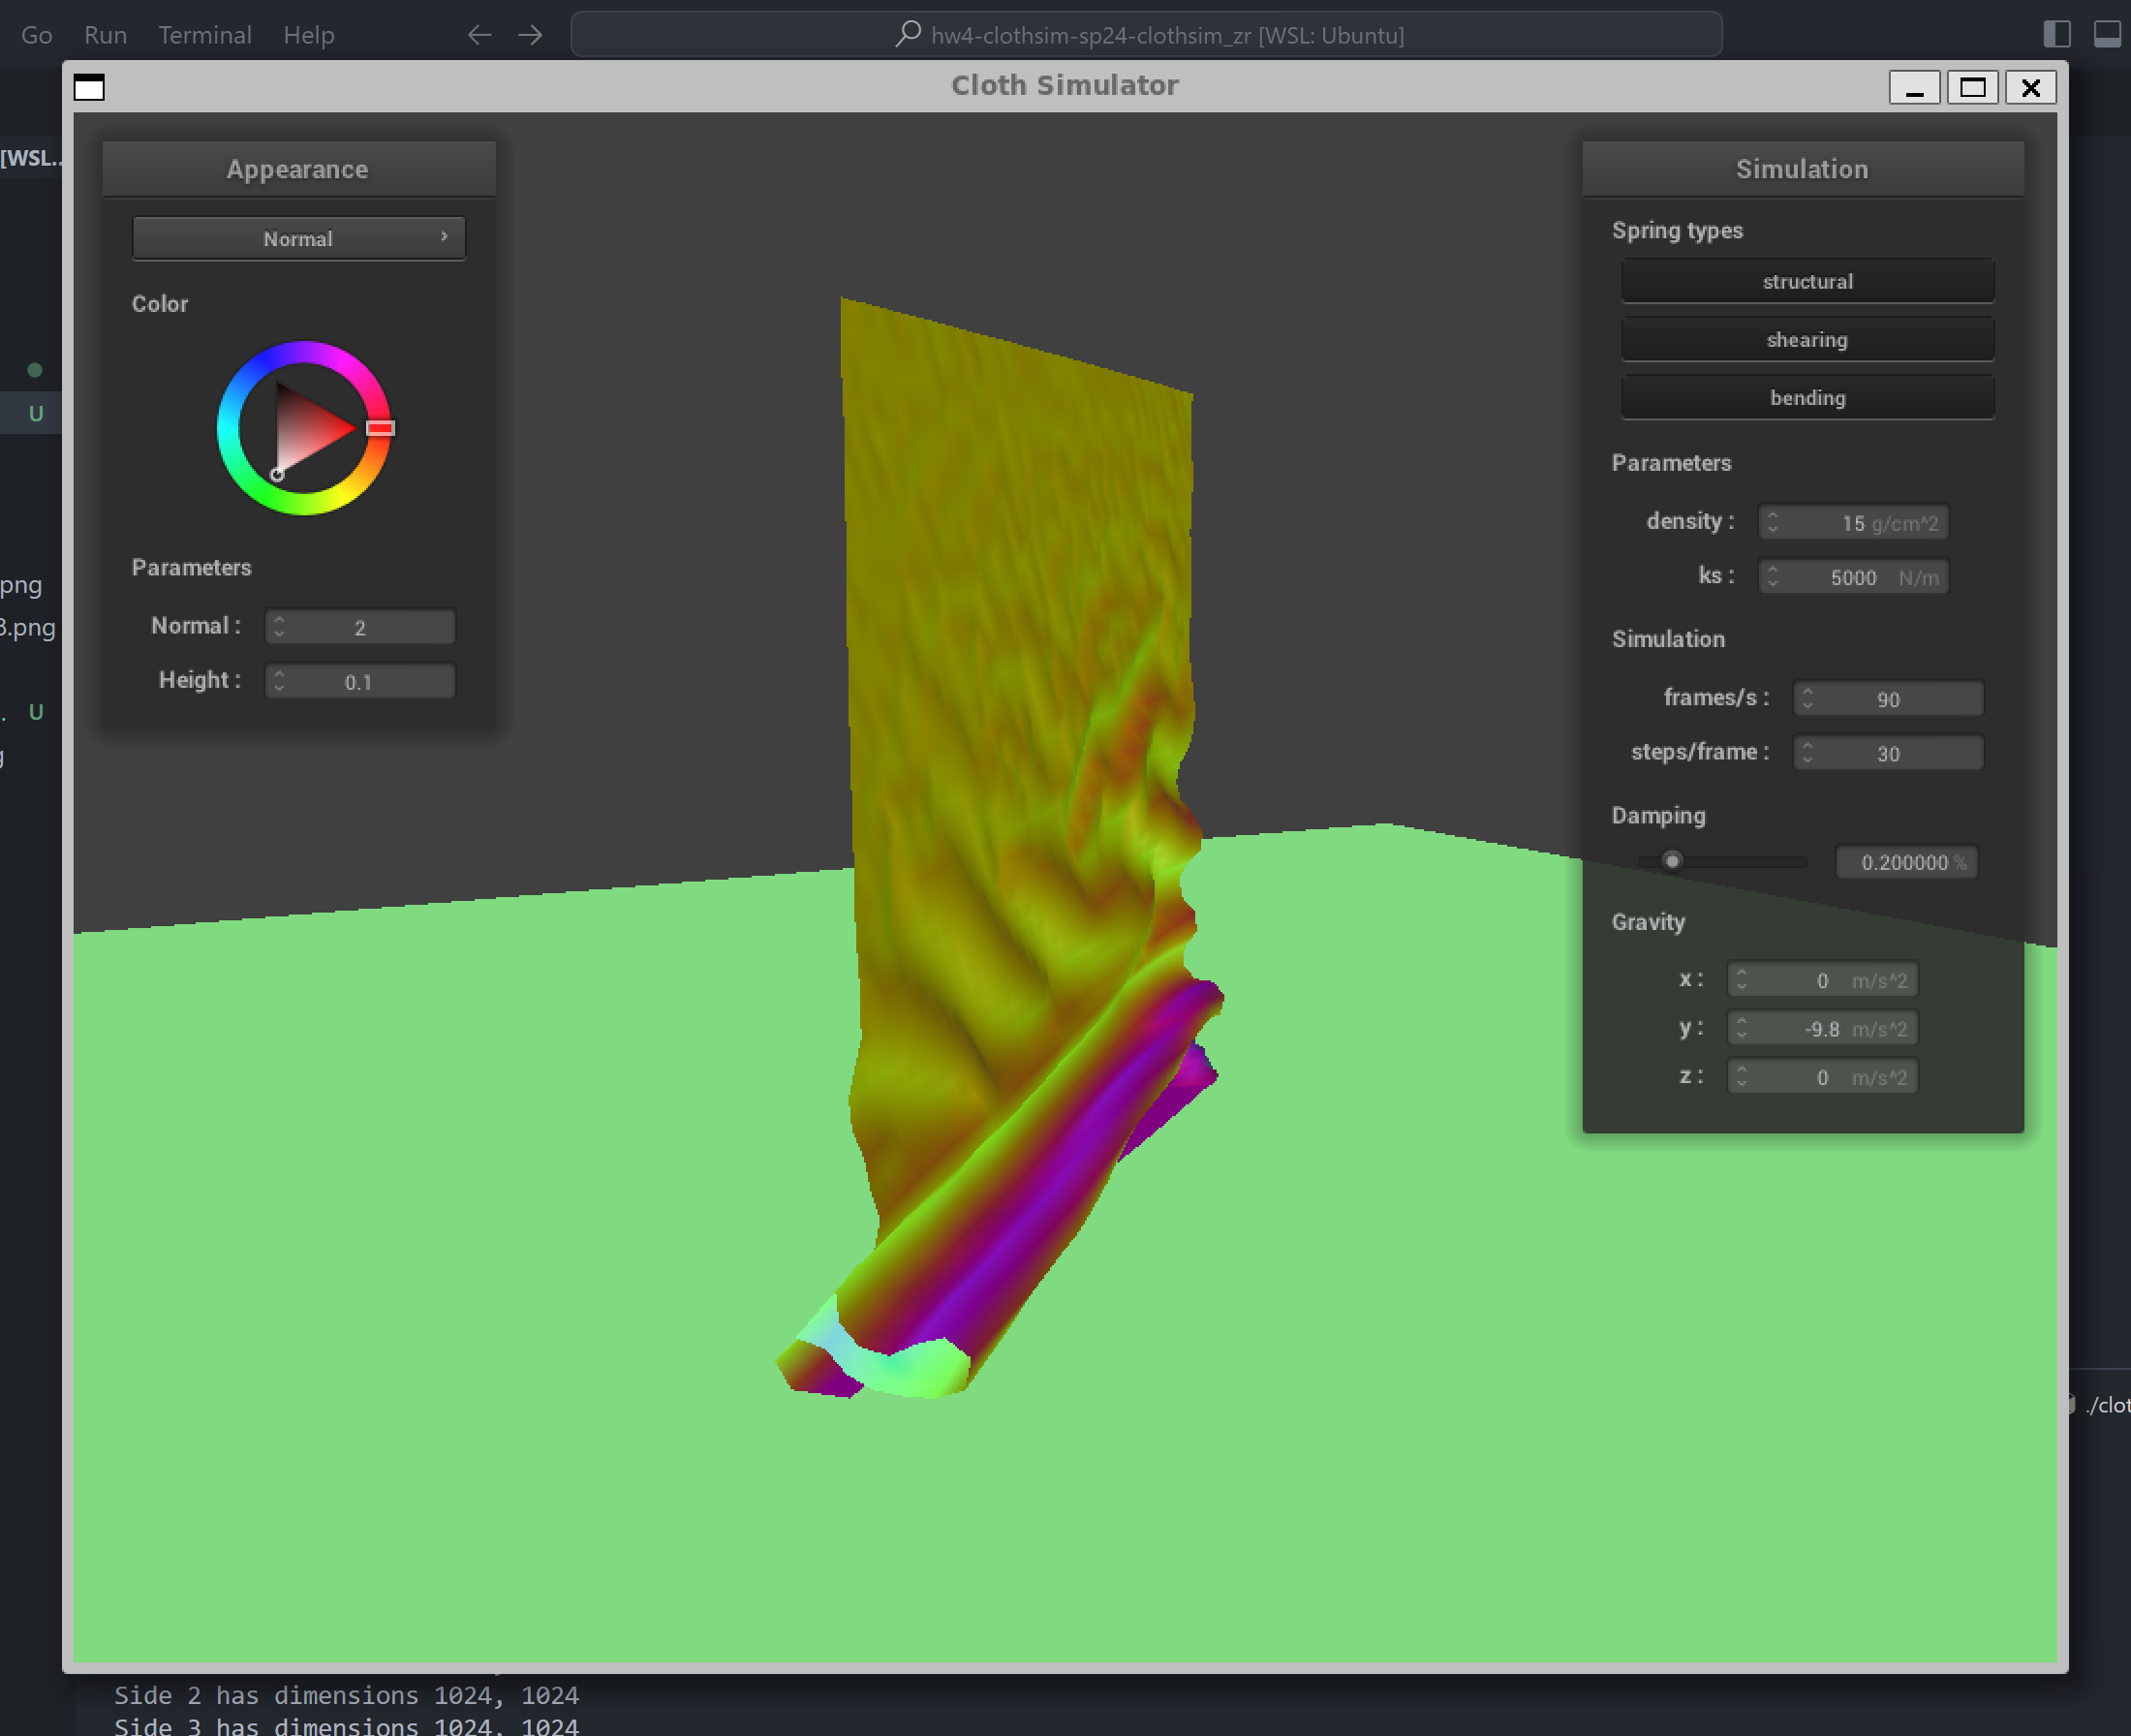 Go Run Terminal Help hw4-clothsim-sp24-clothsim_zr [WSL: Ubuntu]
Cloth Simulator
[WSL...
Appearance
Normal
Color
U
Parameters
png
Normal : 2
3.png
Height : 0.1
. U
g
Simulation
Spring types
structural
shearing
bending
Parameters
density : 15 g/cm^2
ks : 5000 N/m
Simulation
frames/s : 90
steps/frame : 30
Damping
0.200000 %
Gravity
x : 0 m/s^2
y : -9.8 m/s^2
z : 0 m/s^2
./clot
Side 2 has dimensions 1024, 1024
Side 3 has dimensions 1024, 1024